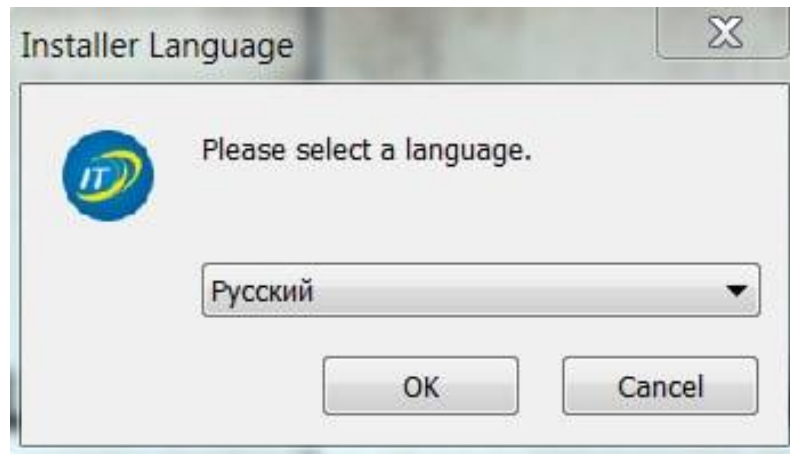 Installer Language
IT
Please select a language.
Русский
OK
Cancel